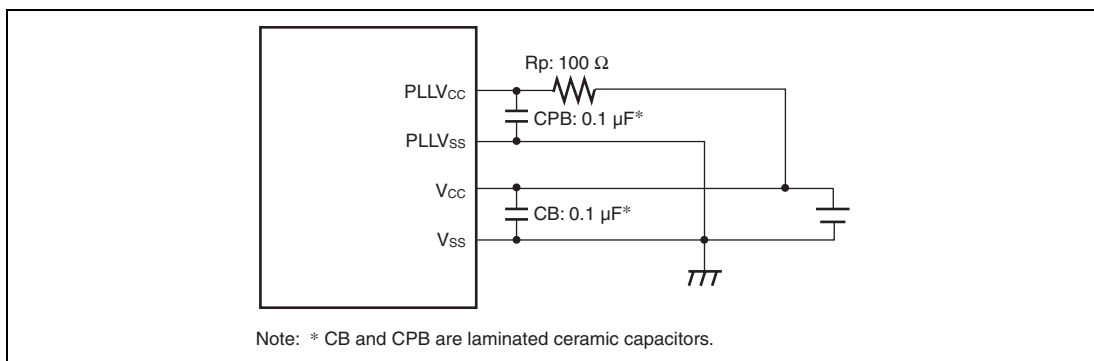 Rp: 100 Ω
PLLVCC
CPB: 0.1 µF*
PLLVSS
VCC
CB: 0.1 µF*
VSS
Note: * CB and CPB are laminated ceramic capacitors.